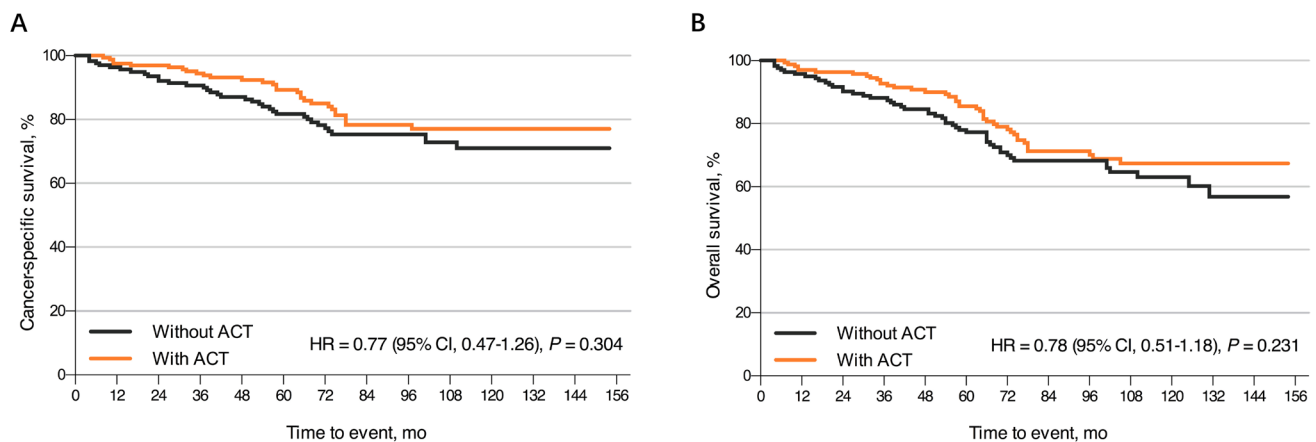 A
Cancer-specific survival, %
100
80
60
40
20
0
Without ACT
With ACT
HR = 0.77 (95% CI, 0.47-1.26), P = 0.304
0 12 24 36 48 60 72 84 96 108 120 132 144 156
Time to event, mo
B
Overall survival, %
100
80
60
40
20
0
Without ACT
With ACT
HR = 0.78 (95% CI, 0.51-1.18), P = 0.231
0 12 24 36 48 60 72 84 96 108 120 132 144 156
Time to event, mo